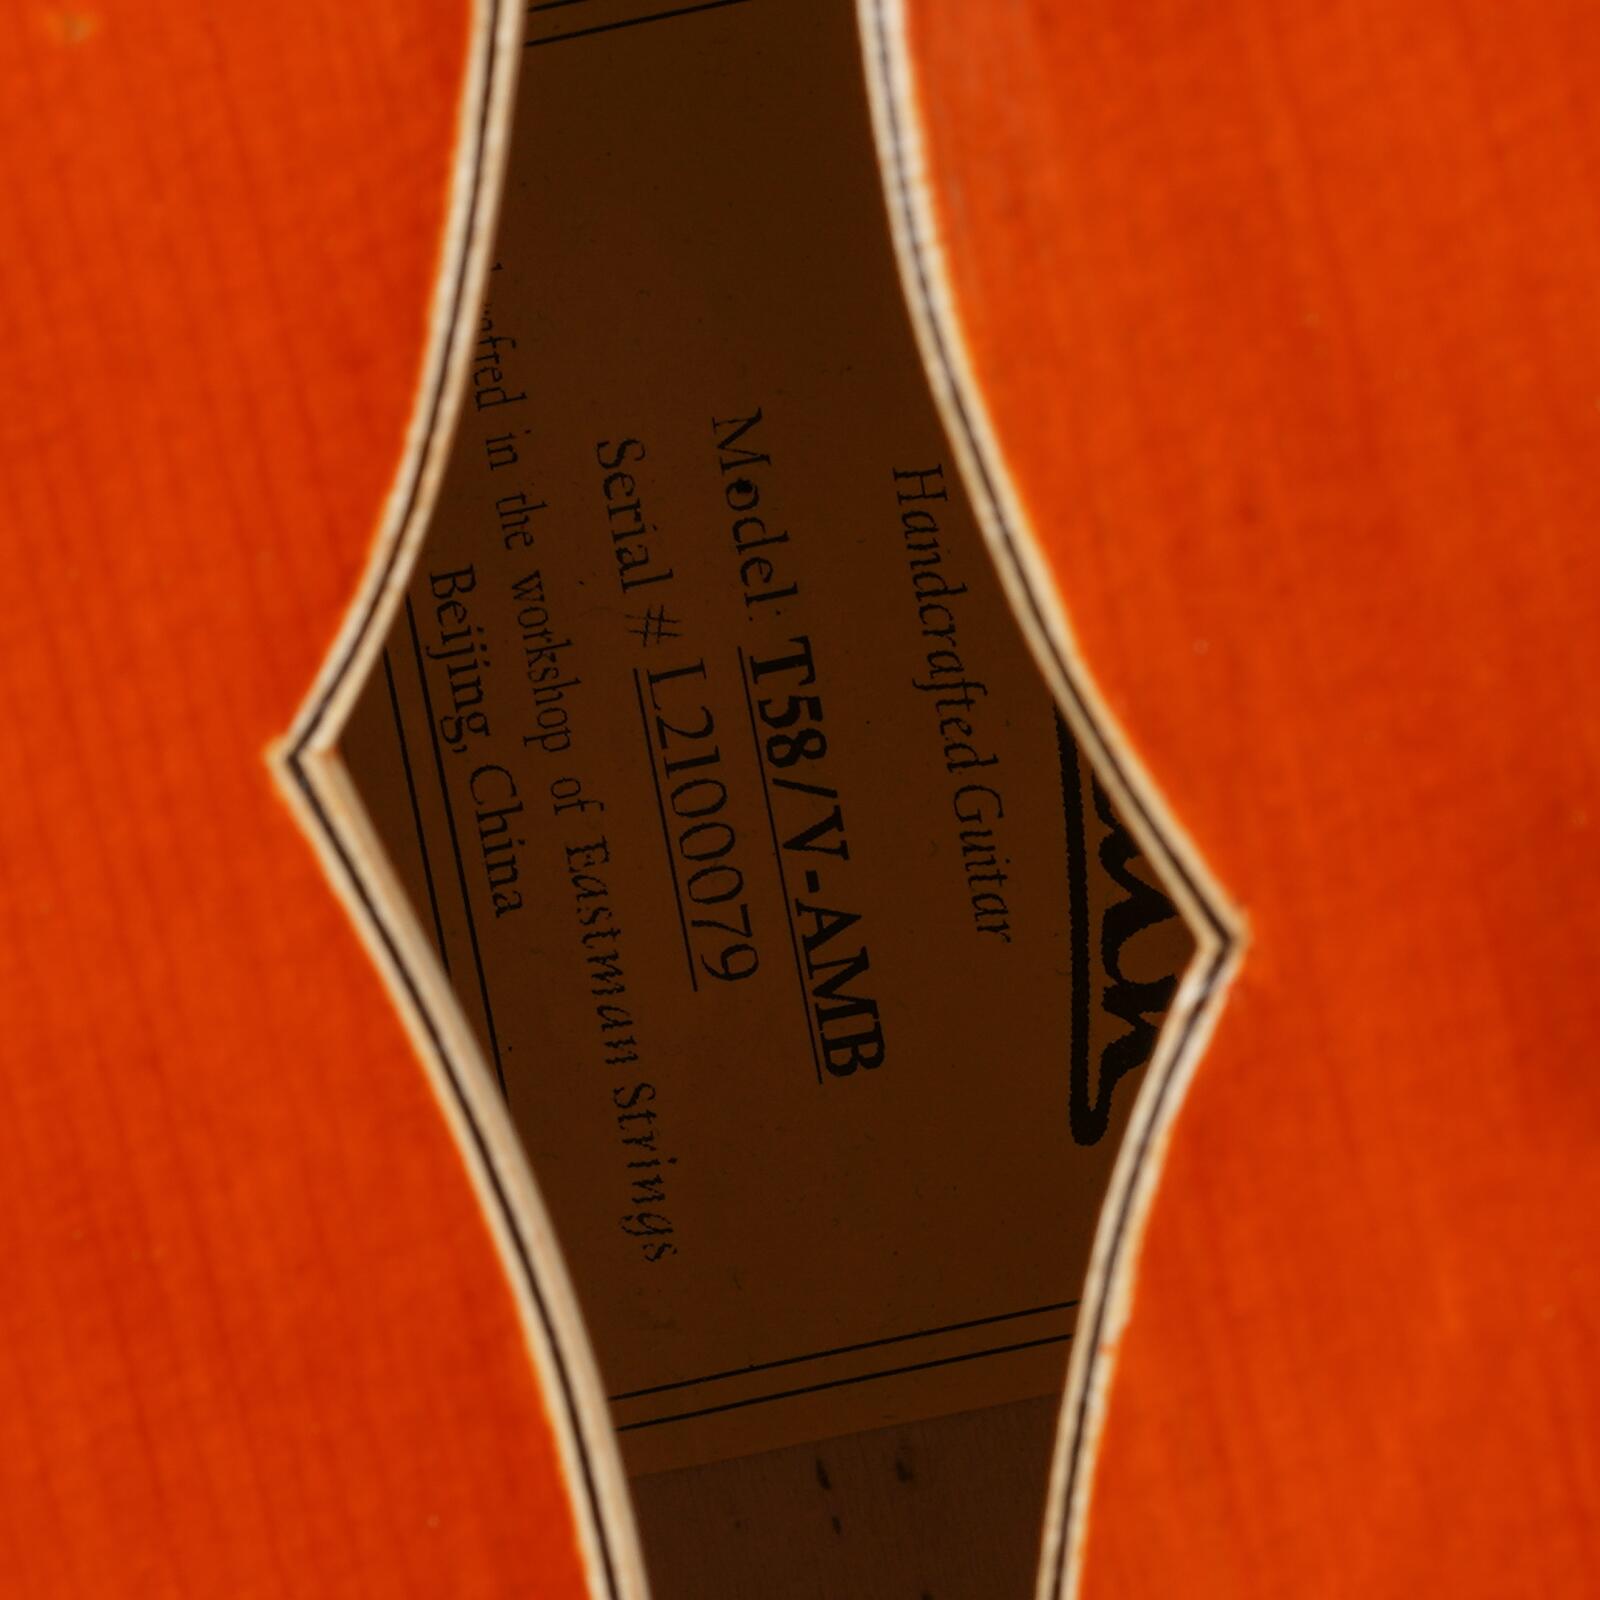 Handcrafted Guitar
Model: T58/V-AMB
Serial # L2100079
in the workshop of Eastman Strings
Beijing, China